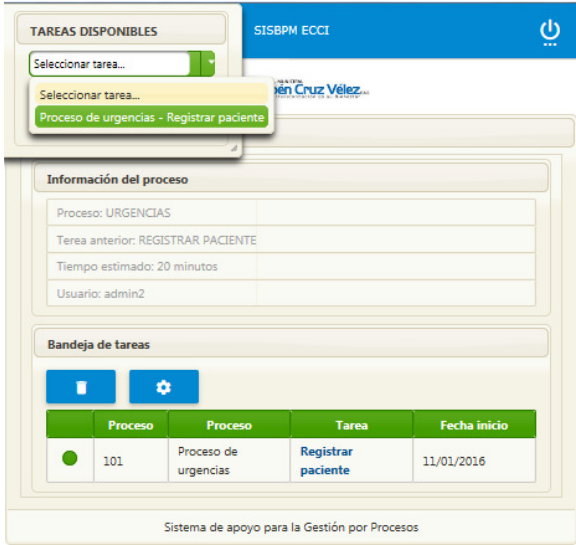 TAREAS DISPONIBLES
SISBPM ECCI
Seleccionar tarea...
Seleccionar tarea...
Proceso de urgencias - Registrar paciente
én Cruz Vélez
Información del proceso
Proceso: URGENCIAS
Terea anterior: REGISTRAR PACIENTE
Tiempo estimado: 20 minutos
Usuario: admin2
Bandeja de tareas
Proceso Proceso Tarea Fecha inicio
101 Proceso de urgencias Registrar paciente 11/01/2016
Sistema de apoyo para la Gestión por Procesos